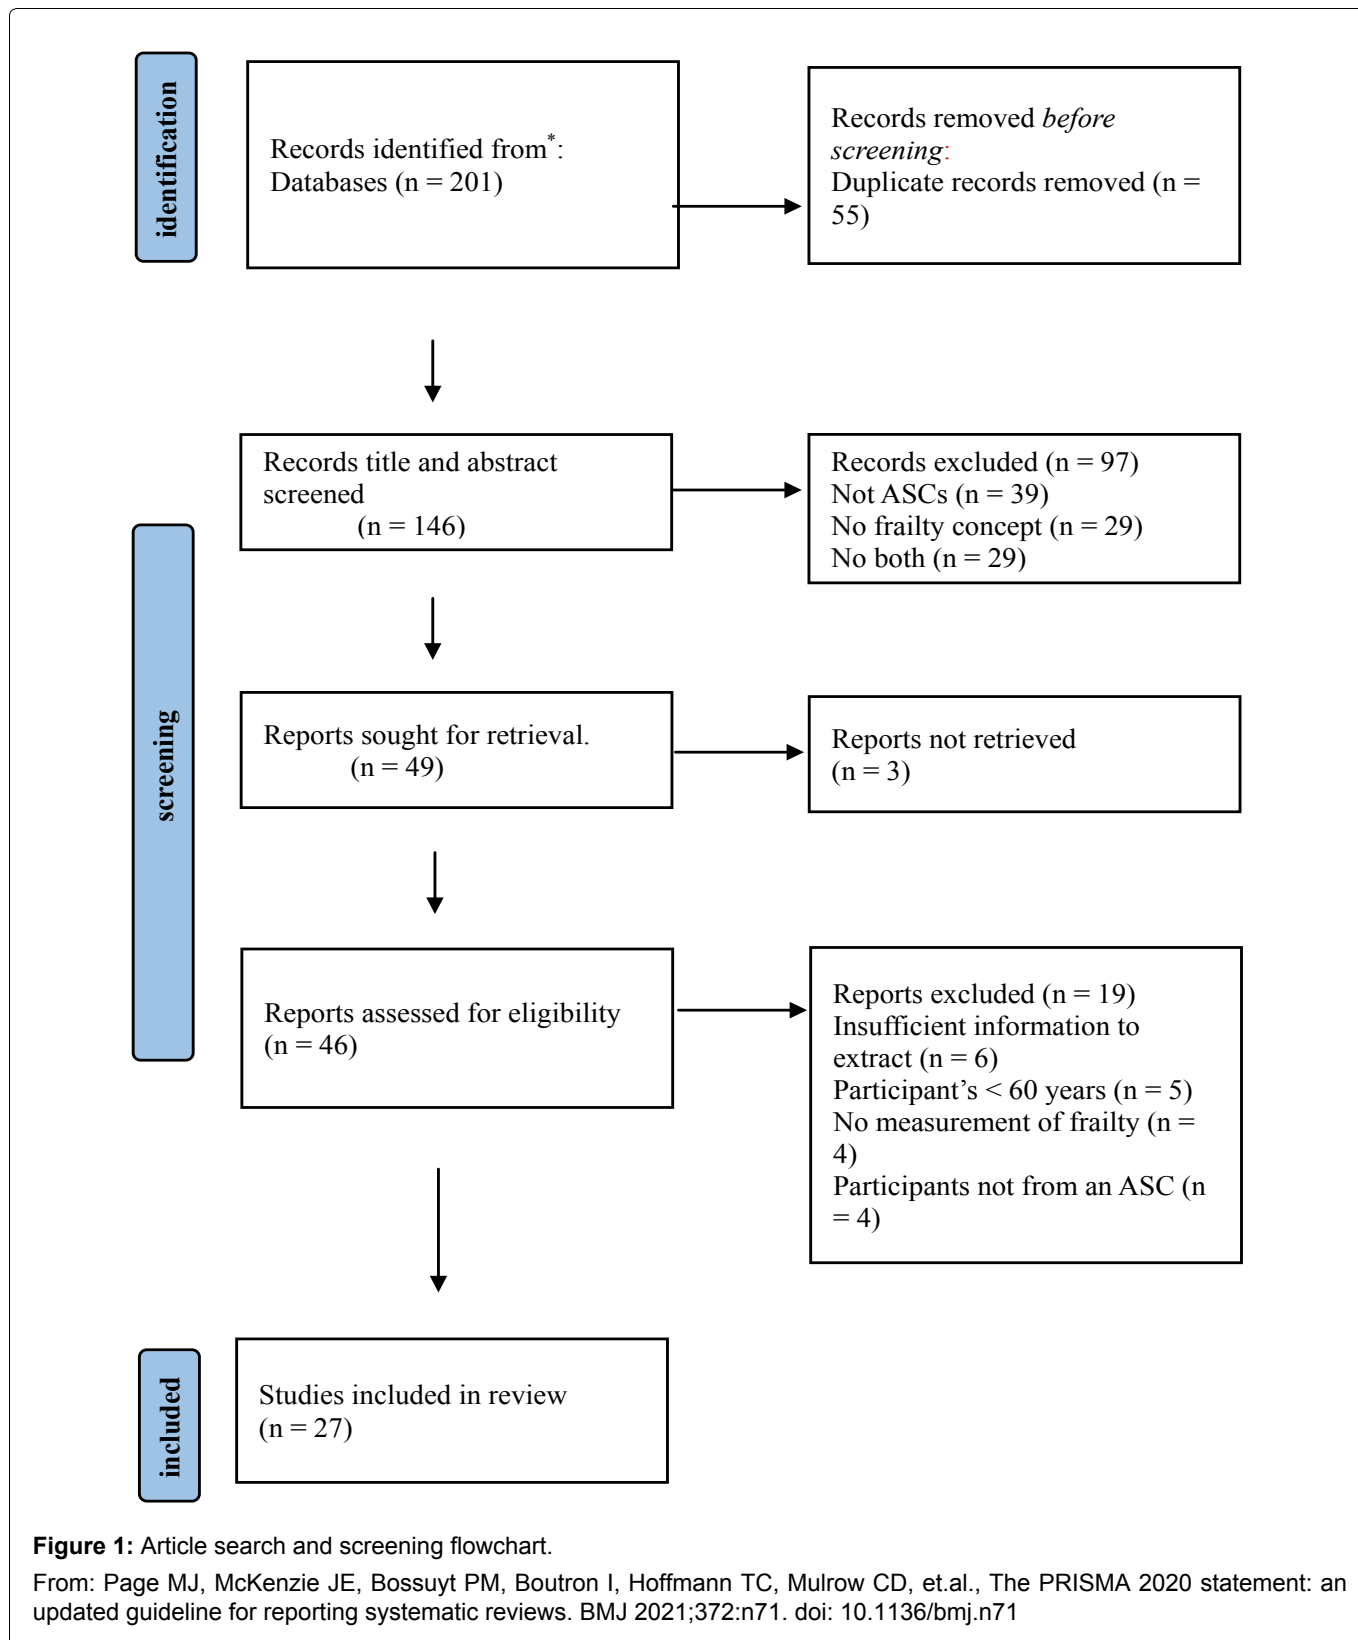 identification
Records identified from*:
Databases (n = 201)
Records removed before
screening:
Duplicate records removed (n =
55)
screening
Records title and abstract
screened
(n = 146)
Records excluded (n = 97)
Not ASCs (n = 39)
No frailty concept (n = 29)
No both (n = 29)
Reports sought for retrieval.
(n = 49)
Reports not retrieved
(n = 3)
Reports assessed for eligibility
(n = 46)
Reports excluded (n = 19)
Insufficient information to
extract (n = 6)
Participant's < 60 years (n = 5)
No measurement of frailty (n =
4)
Participants not from an ASC (n
= 4)
included
Studies included in review
(n = 27)
Figure 1: Article search and screening flowchart.
From: Page MJ, McKenzie JE, Bossuyt PM, Boutron I, Hoffmann TC, Mulrow CD, et.al., The PRISMA 2020 statement: an
updated guideline for reporting systematic reviews. BMJ 2021;372:n71. doi: 10.1136/bmj.n71